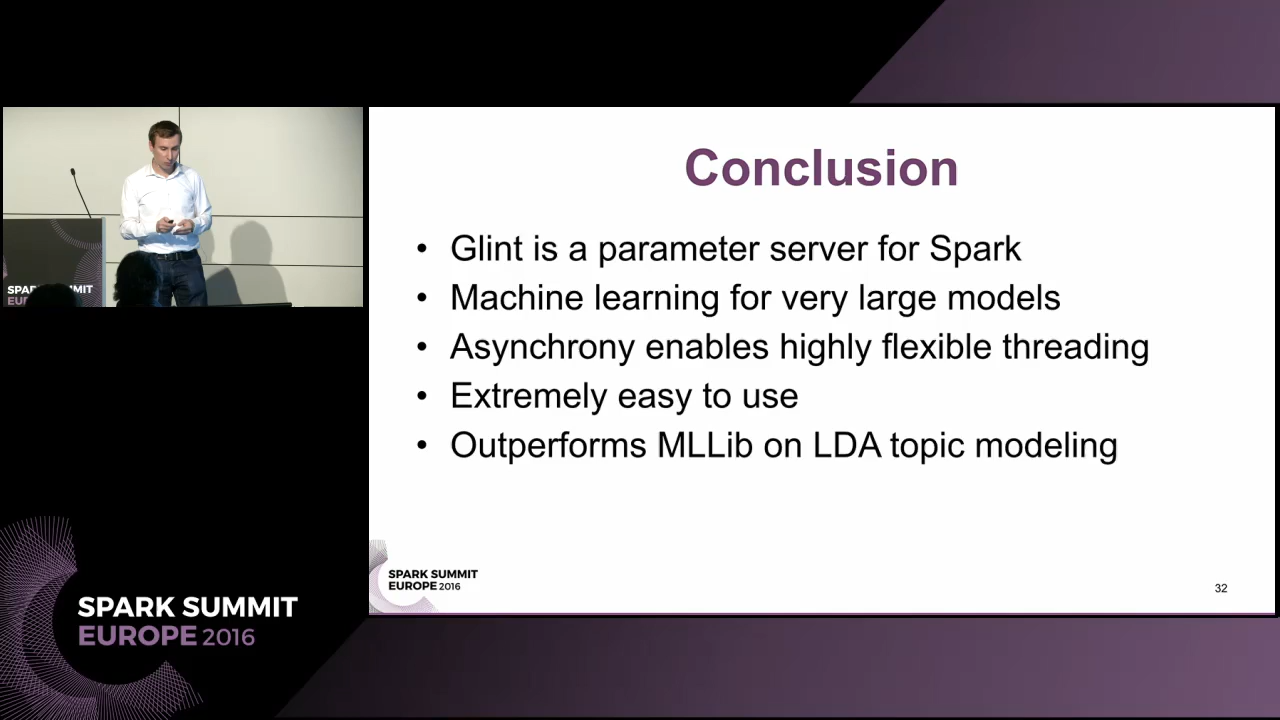 Conclusion
• Glint is a parameter server for Spark
• Machine learning for very large models
• Asynchrony enables highly flexible threading
• Extremely easy to use
• Outperforms MLLib on LDA topic modeling
SPARK SUMMIT
EUROPE 2016
32
SPARK SUMMIT
EUROPE 2016